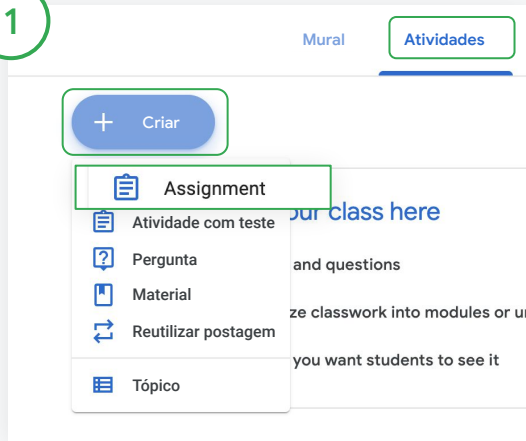 1
Mural Atividades
+ Criar
Assignment
our class here
Atividade com teste
Pergunta
and questions
Material
ze classwork into modules or
Reutilizar postagem
you want students to see it
Tópico